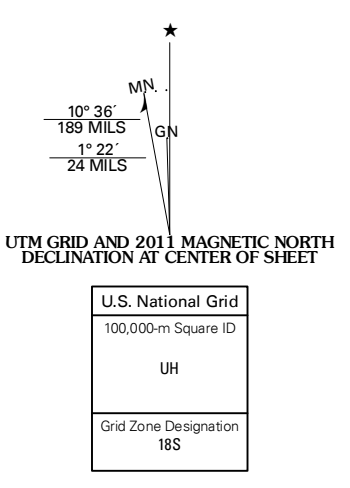 ★
MN
10° 36´
189 MILS
GN
1° 22´
24 MILS
UTM GRID AND 2011 MAGNETIC NORTH
DECLINATION AT CENTER OF SHEET
U.S. National Grid
100,000-m Square ID
UH
Grid Zone Designation
18S